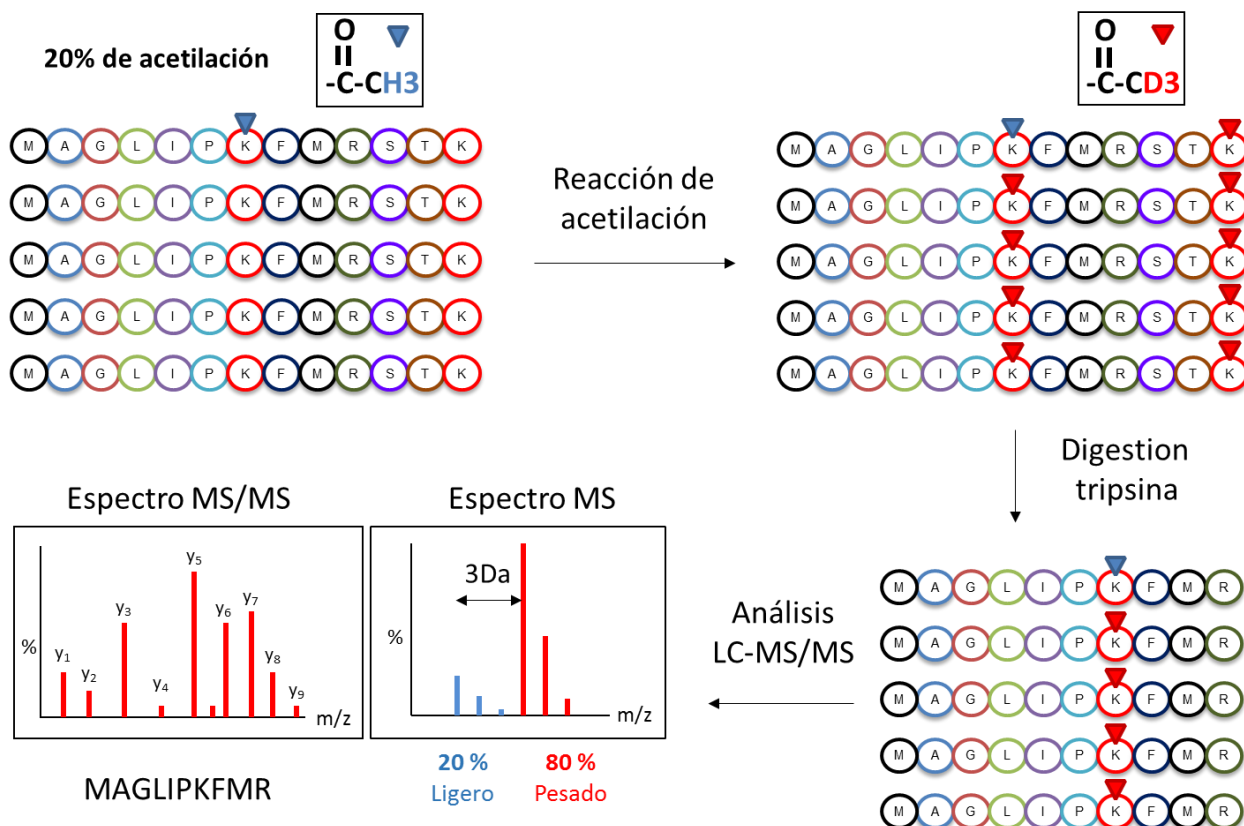 20% de acetilación
O
-C-CH3
M A G L I P K F M R S T K
M A G L I P K F M R S T K
M A G L I P K F M R S T K
M A G L I P K F M R S T K
M A G L I P K F M R S T K
Reacción de
acetilación
O
-C-CD3
M A G L I P K F M R S T K
M A G L I P K F M R S T K
M A G L I P K F M R S T K
M A G L I P K F M R S T K
M A G L I P K F M R S T K
Digestion
tripsina
M A G L I P K F M R
M A G L I P K F M R
M A G L I P K F M R
M A G L I P K F M R
M A G L I P K F M R
Análisis
LC-MS/MS
Espectro MS
3Da
%
m/z
20 % 80 %
Ligero Pesado
Espectro MS/MS
%
y1 y2 y3 y4 y5 y6 y7 y8 y9
m/z
MAGLIPKFMR